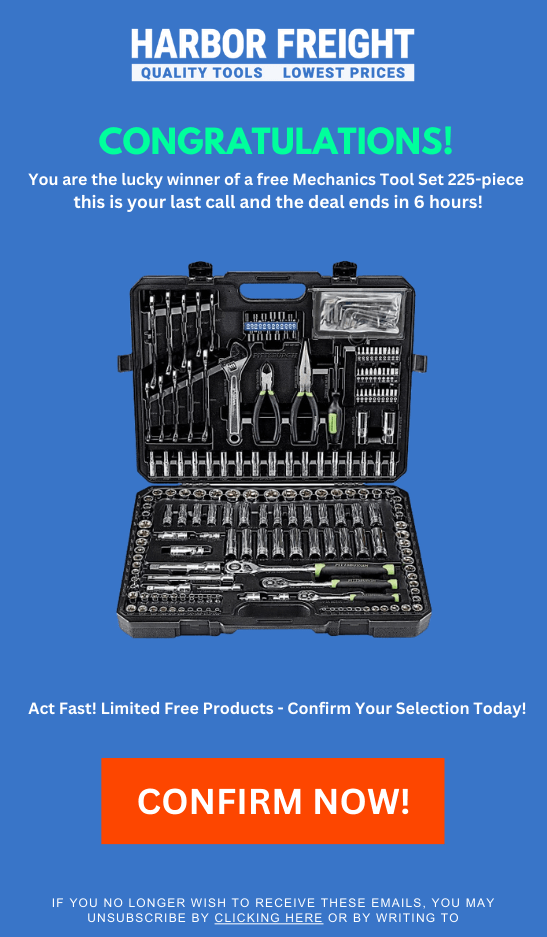 HARBOR FREIGHT
QUALITY TOOLS LOWEST PRICES
CONGRATULATIONS!
You are the lucky winner of a free Mechanics Tool Set 225-piece
this is your last call and the deal ends in 6 hours!
Act Fast! Limited Free Products - Confirm Your Selection Today!
CONFIRM NOW!
IF YOU NO LONGER WISH TO RECEIVE THESE EMAILS, YOU MAY
UNSUBSCRIBE BY CLICKING HERE OR BY WRITING TO